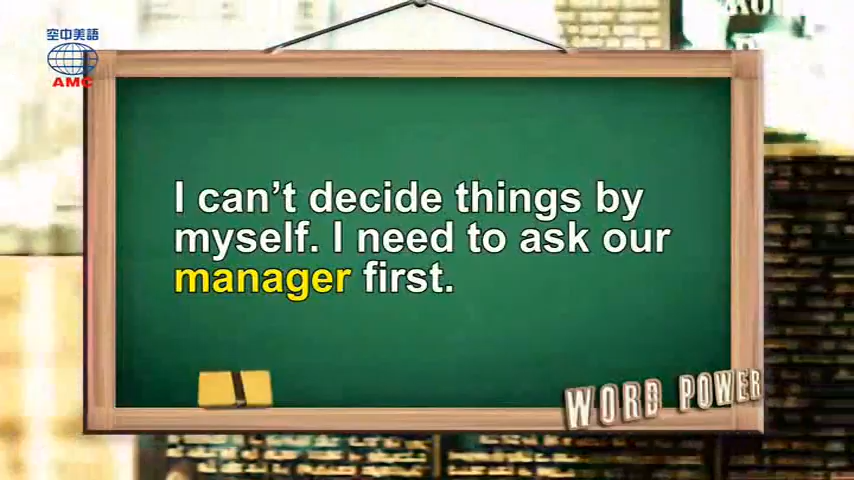 空中美語
AMC
I can't decide things by
myself. I need to ask our
manager first.
WORD POWER